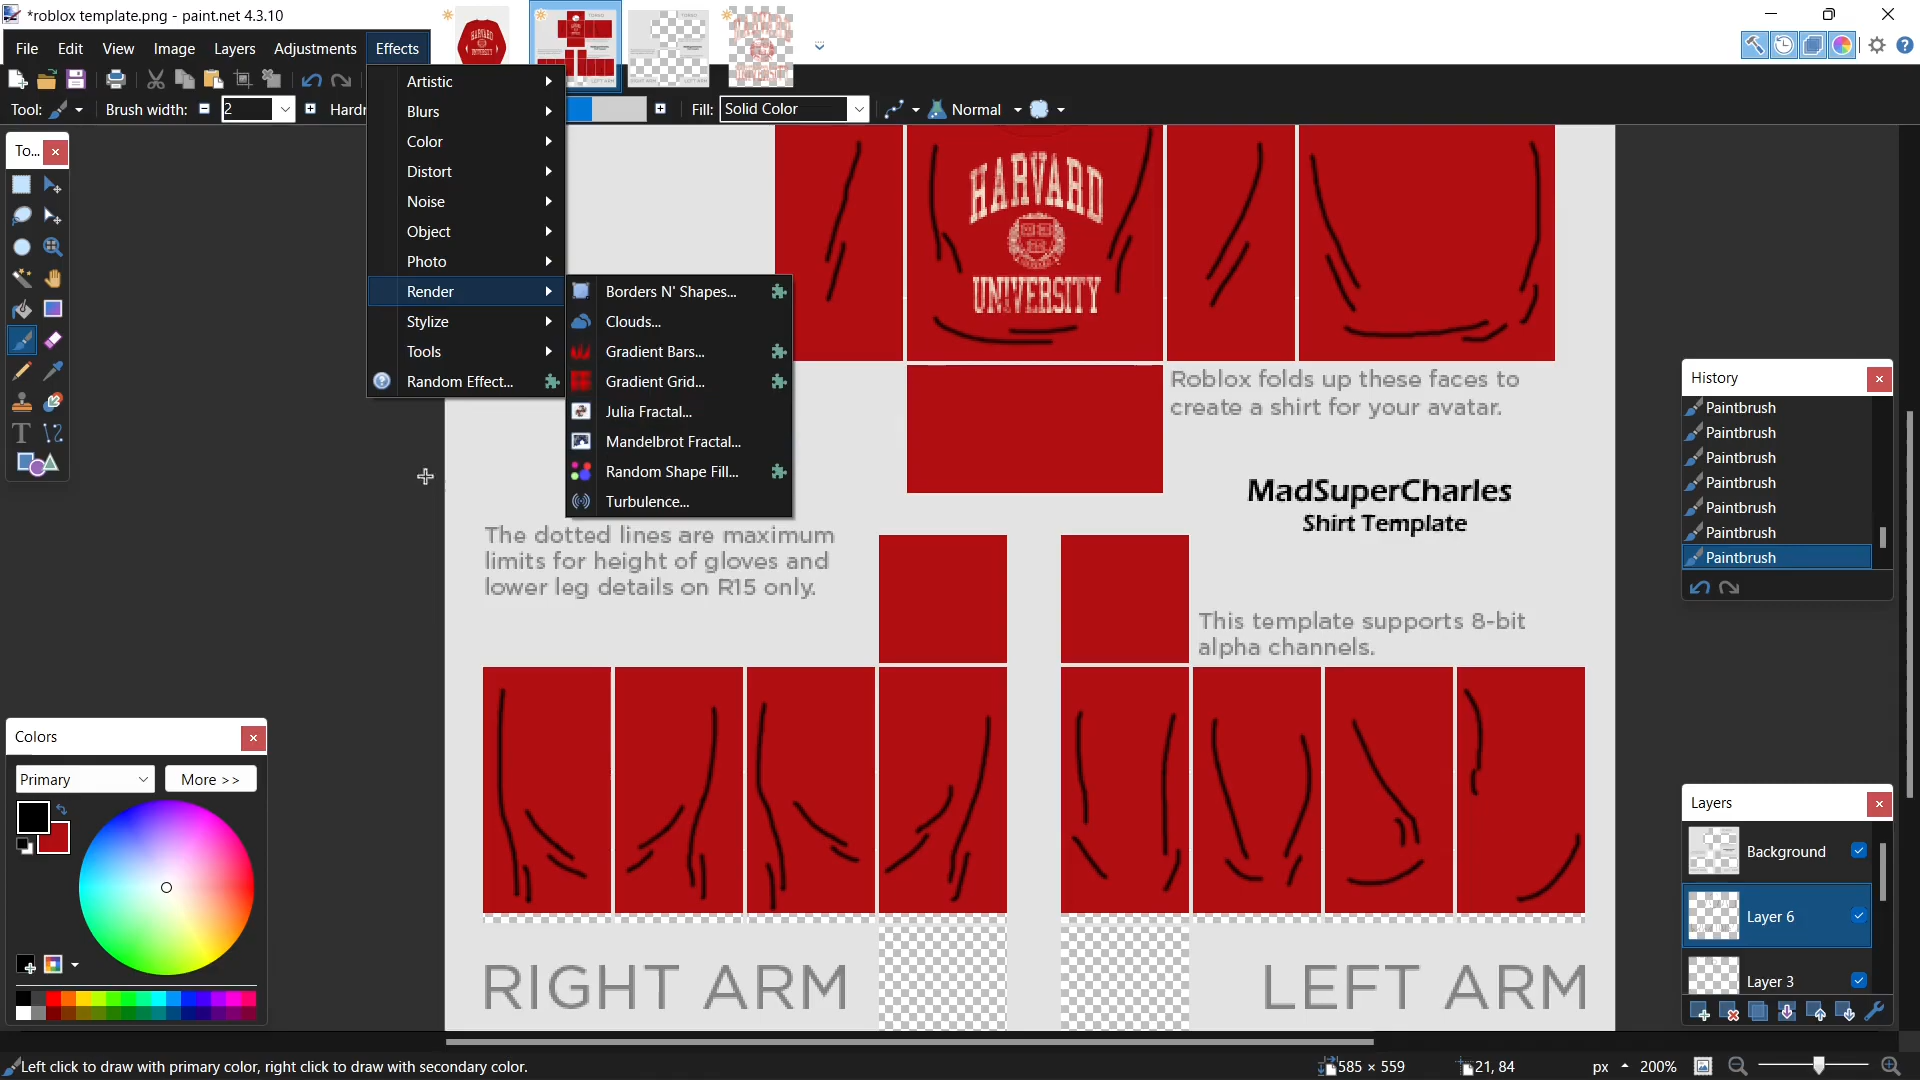 *roblox template.png - paint.net 4.3.10
File Edit View Image Layers Adjustments Effects
Tool: Brush width: 2 Hardn Fill: Solid Color Normal
To...
Artistic
Blurs
Color
Distort
Noise
Object
Photo
Render
Stylize
Tools
Random Effect...
Borders N' Shapes...
Clouds...
Gradient Bars...
Gradient Grid...
Julia Fractal...
Mandelbrot Fractal...
Random Shape Fill...
Turbulence...
HARVARD
UNIVERSITY
Roblox folds up these faces to
create a shirt for your avatar.
MadSuperCharles
Shirt Template
The dotted lines are maximum
limits for height of gloves and
lower leg details on R15 only.
This template supports 8-bit
alpha channels.
RIGHT ARM
LEFT ARM
History
Paintbrush
Paintbrush
Paintbrush
Paintbrush
Paintbrush
Paintbrush
Paintbrush
Colors
Primary
More >>
Layers
Background
Layer 6
Layer 3
Left click to draw with primary color, right click to draw with secondary color.
585 × 559
21, 84
px
200%